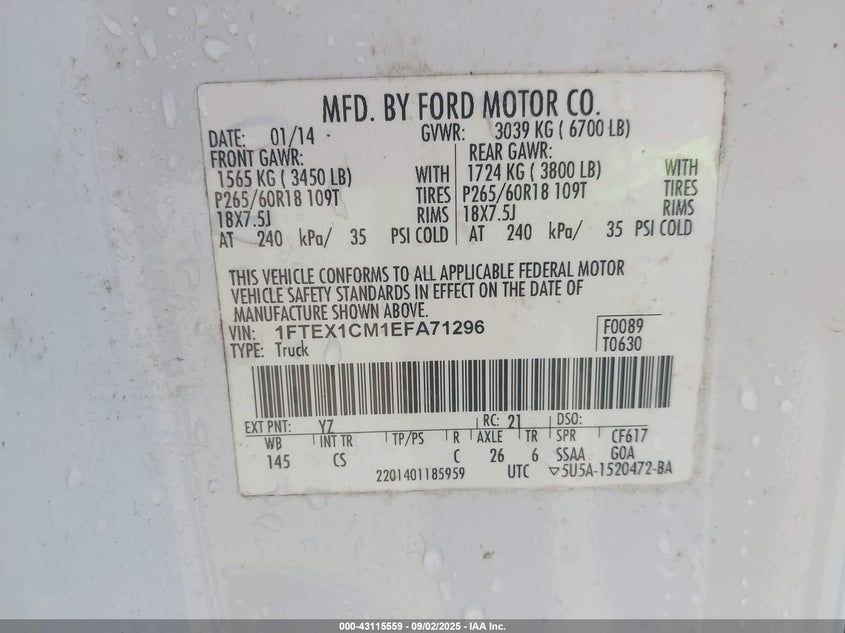 MFD. BY FORD MOTOR CO.
DATE: 01/14 GVWR: 3039 KG ( 6700 LB)
FRONT GAWR: REAR GAWR:
1565 KG ( 3450 LB) WITH 1724 KG ( 3800 LB) WITH
P265/60R18 109T TIRES P265/60R18 109T TIRES
18X7.5J RIMS 18X7.5J RIMS
AT 240 kPa/ 35 PSI COLD AT 240 kPa/ 35 PSI COLD
THIS VEHICLE CONFORMS TO ALL APPLICABLE FEDERAL MOTOR
VEHICLE SAFETY STANDARDS IN EFFECT ON THE DATE OF
MANUFACTURE SHOWN ABOVE.
VIN: 1FTEX1CM1EFA71296 F0089
TYPE: Truck T0630
EXT PNT: YZ RC: 21 DSO:
WB INT TR TP/PS R AXLE TR SPR CF617
145 CS C 26 6 SSAA G0A
2201401185959 UTC ▽5U5A-1520472-BA
000-43115559 - 09/02/2025 - IAA Inc.